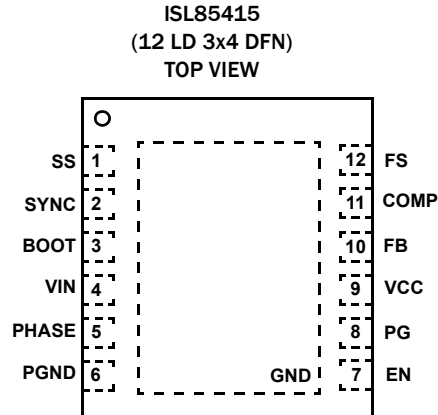 ISL85415
(12 LD 3x4 DFN)
TOP VIEW
SS 1 12 FS
SYNC 2 11 COMP
BOOT 3 10 FB
VIN 4 9 VCC
PHASE 5 8 PG
PGND 6 GND 7 EN